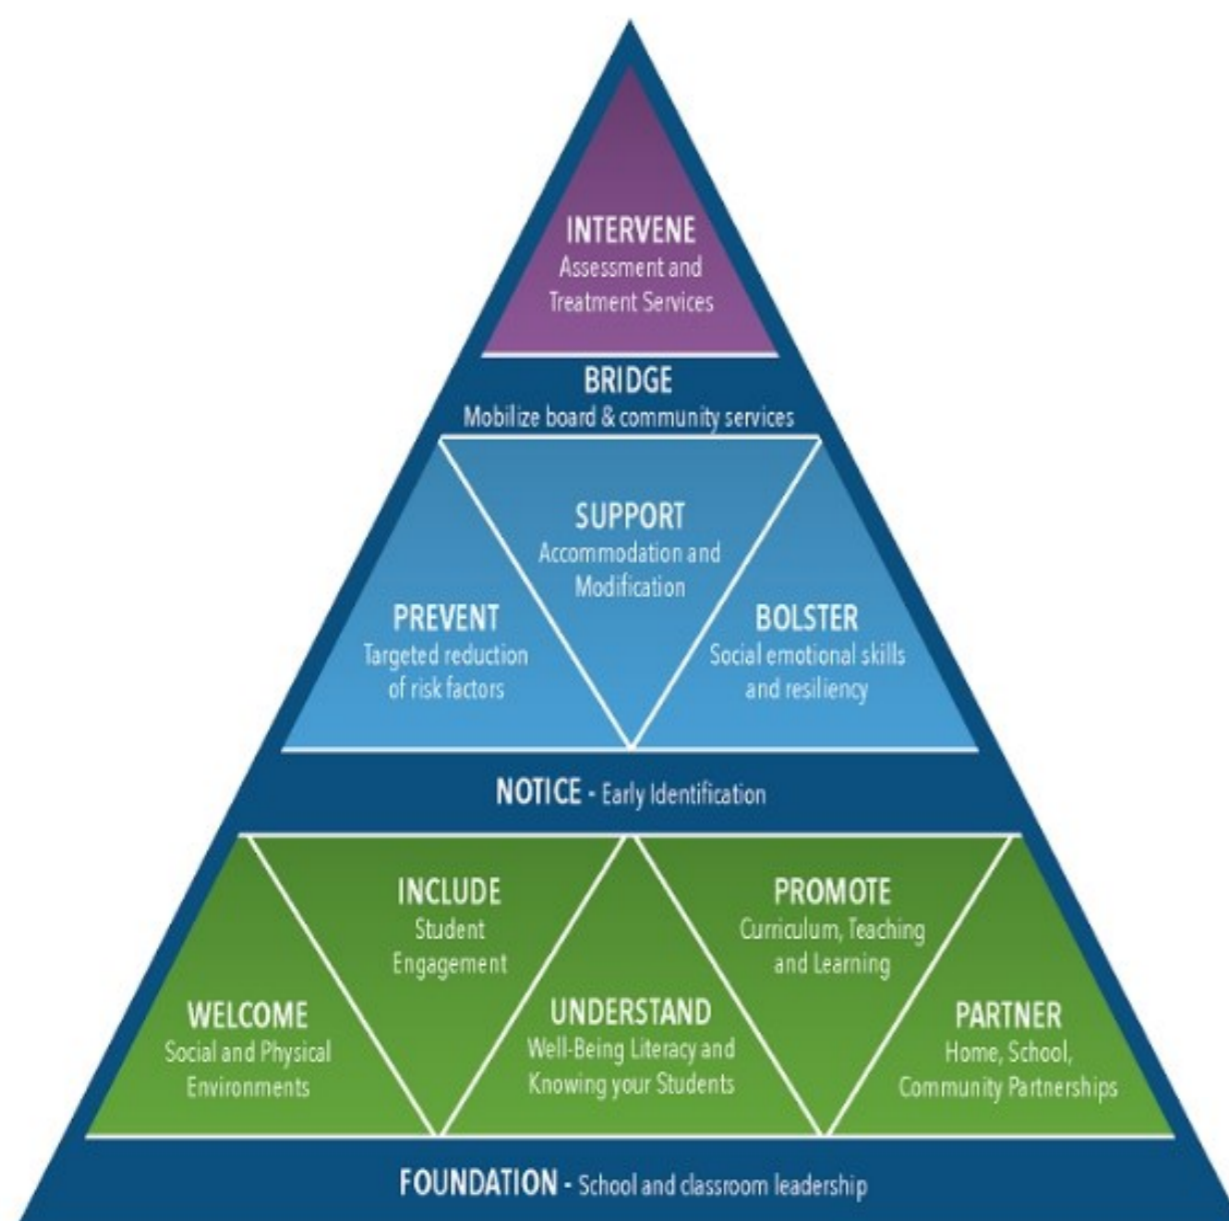 INTERVENE
Assessment and
Treatment Services
BRIDGE
Mobilize board & community services
SUPPORT
Accommodation and
Modification
PREVENT
Targeted reduction
of risk factors
BOLSTER
Social emotional skills
and resiliency
NOTICE - Early Identification
INCLUDE
Student
Engagement
PROMOTE
Curriculum, Teaching
and Learning
WELCOME
Social and Physical
Environments
UNDERSTAND
Well-Being Literacy and
Knowing your Students
PARTNER
Home, School,
Community Partnerships
FOUNDATION - School and classroom leadership